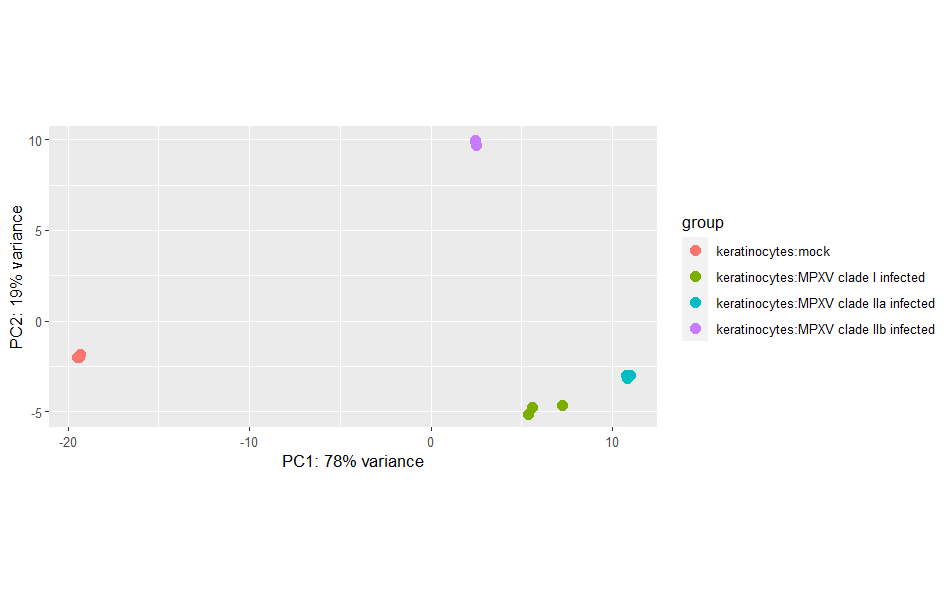 10
5
0
-5
PC2: 19% variance
-20
-10
0
10
PC1: 78% variance
group
keratinocytes:mock
keratinocytes:MPXV clade I infected
keratinocytes:MPXV clade IIa infected
keratinocytes:MPXV clade IIb infected